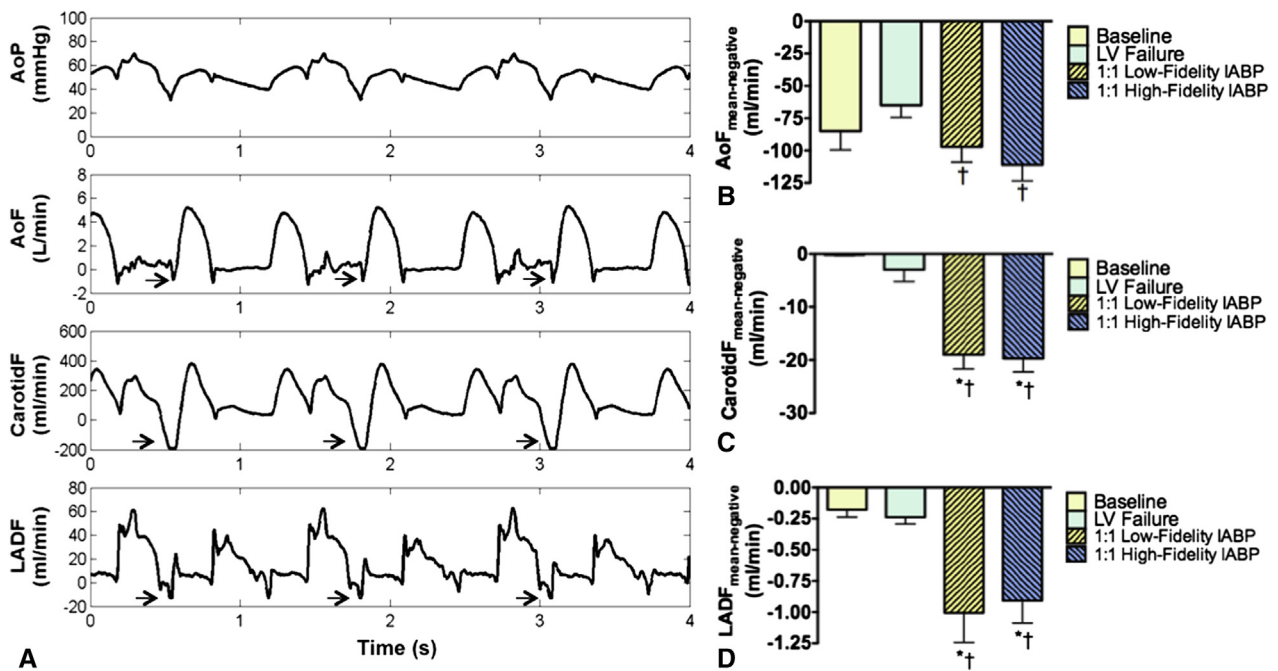 AoP
(mmHg)
100
80
60
40
20
0
0 1 2 3 4
AoF
(L/min)
8
6
4
2
0
-2
0 1 2 3 4
CarotidF
(ml/min)
600
400
200
0
-200
0 1 2 3 4
LADF
(ml/min)
80
60
40
20
0
-20
0 1 2 3 4
Time (s)
A
AoFmean-negative
(ml/min)
0
-25
-50
-75
-100
-125
†
†
Baseline
LV Failure
1:1 Low-Fidelity IABP
1:1 High-Fidelity IABP
B
CarotidFmean-negative
(ml/min)
0
-10
-20
-30
*†
*†
Baseline
LV Failure
1:1 Low-Fidelity IABP
1:1 High-Fidelity IABP
C
LADFmean-negative
(ml/min)
0.00
-0.25
-0.50
-0.75
-1.00
-1.25
*†
*†
Baseline
LV Failure
1:1 Low-Fidelity IABP
1:1 High-Fidelity IABP
D